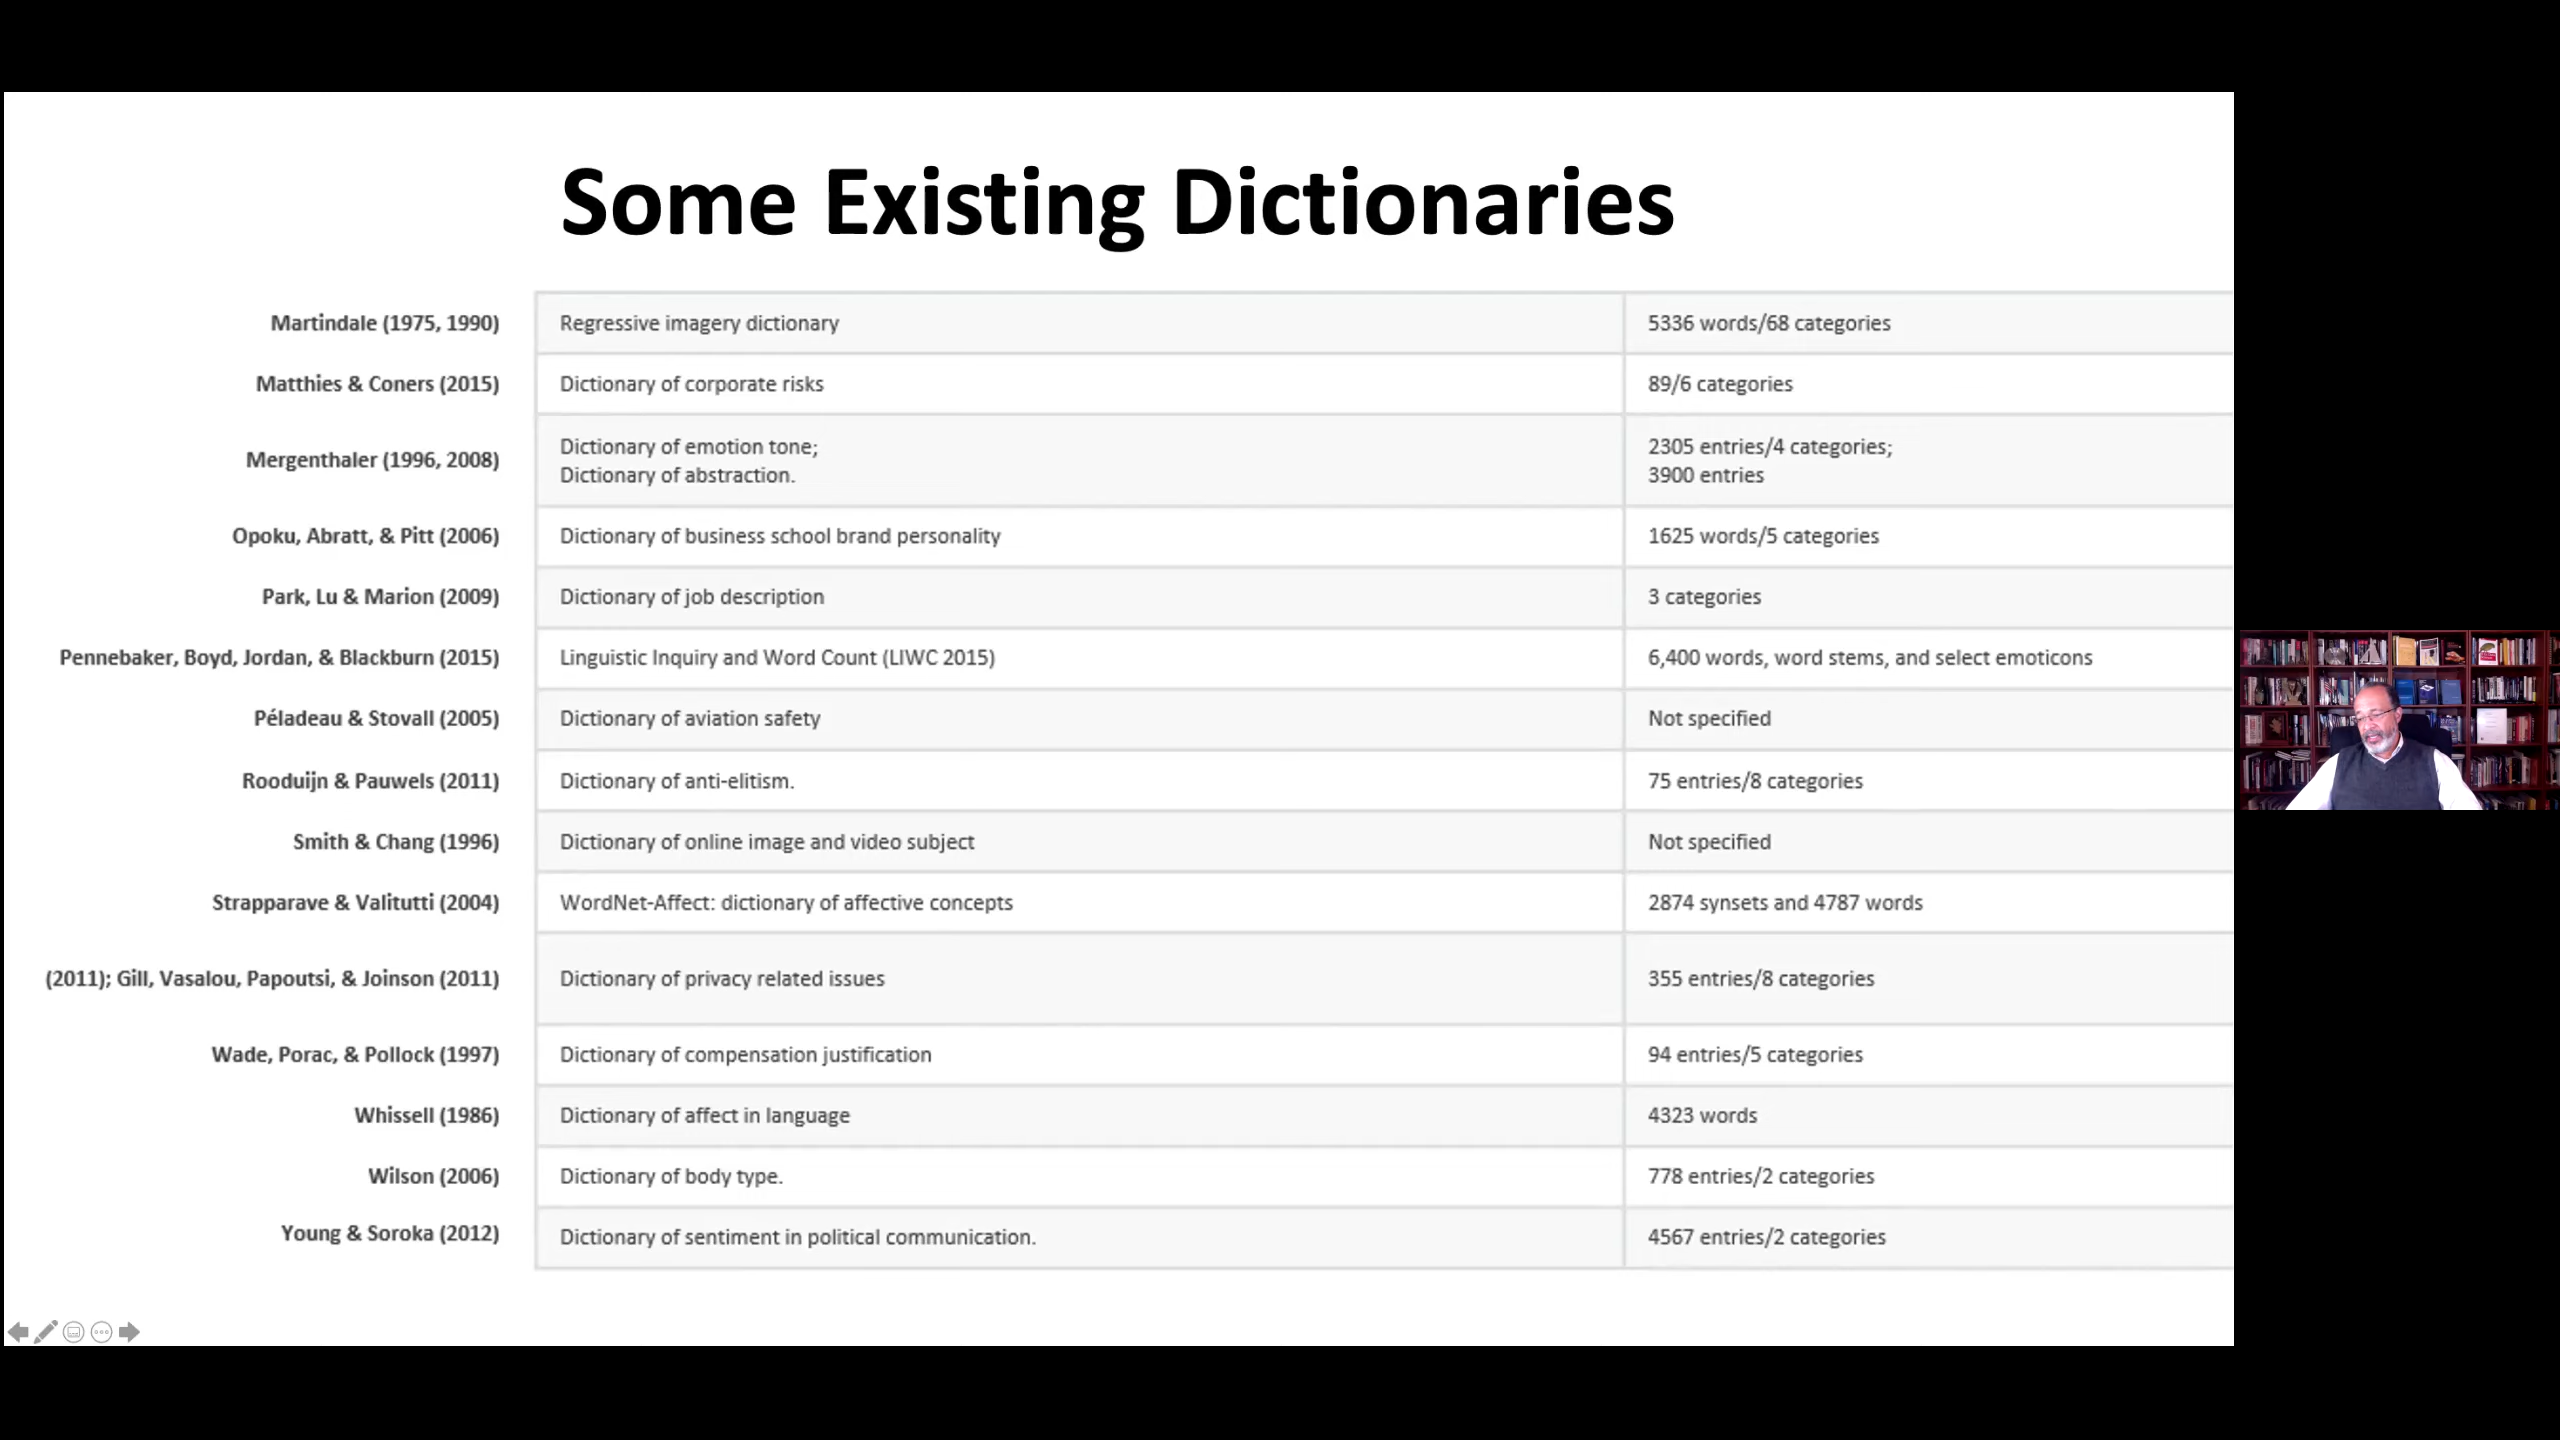 Some Existing Dictionaries
Martindale (1975, 1990) Regressive imagery dictionary 5336 words/68 categories
Matthies & Coners (2015) Dictionary of corporate risks 89/6 categories
Mergenthaler (1996, 2008) Dictionary of emotion tone; 2305 entries/4 categories;
Dictionary of abstraction. 3900 entries
Opoku, Abratt, & Pitt (2006) Dictionary of business school brand personality 1625 words/5 categories
Park, Lu & Marion (2009) Dictionary of job description 3 categories
Pennebaker, Boyd, Jordan, & Blackburn (2015) Linguistic Inquiry and Word Count (LIWC 2015) 6,400 words, word stems, and select emoticons
Péladeau & Stovall (2005) Dictionary of aviation safety Not specified
Rooduijn & Pauwels (2011) Dictionary of anti-elitism. 75 entries/8 categories
Smith & Chang (1996) Dictionary of online image and video subject Not specified
Strapparave & Valitutti (2004) WordNet-Affect: dictionary of affective concepts 2874 synsets and 4787 words
(2011); Gill, Vasalou, Papoutsi, & Joinson (2011) Dictionary of privacy related issues 355 entries/8 categories
Wade, Porac, & Pollock (1997) Dictionary of compensation justification 94 entries/5 categories
Whissell (1986) Dictionary of affect in language 4323 words
Wilson (2006) Dictionary of body type. 778 entries/2 categories
Young & Soroka (2012) Dictionary of sentiment in political communication. 4567 entries/2 categories